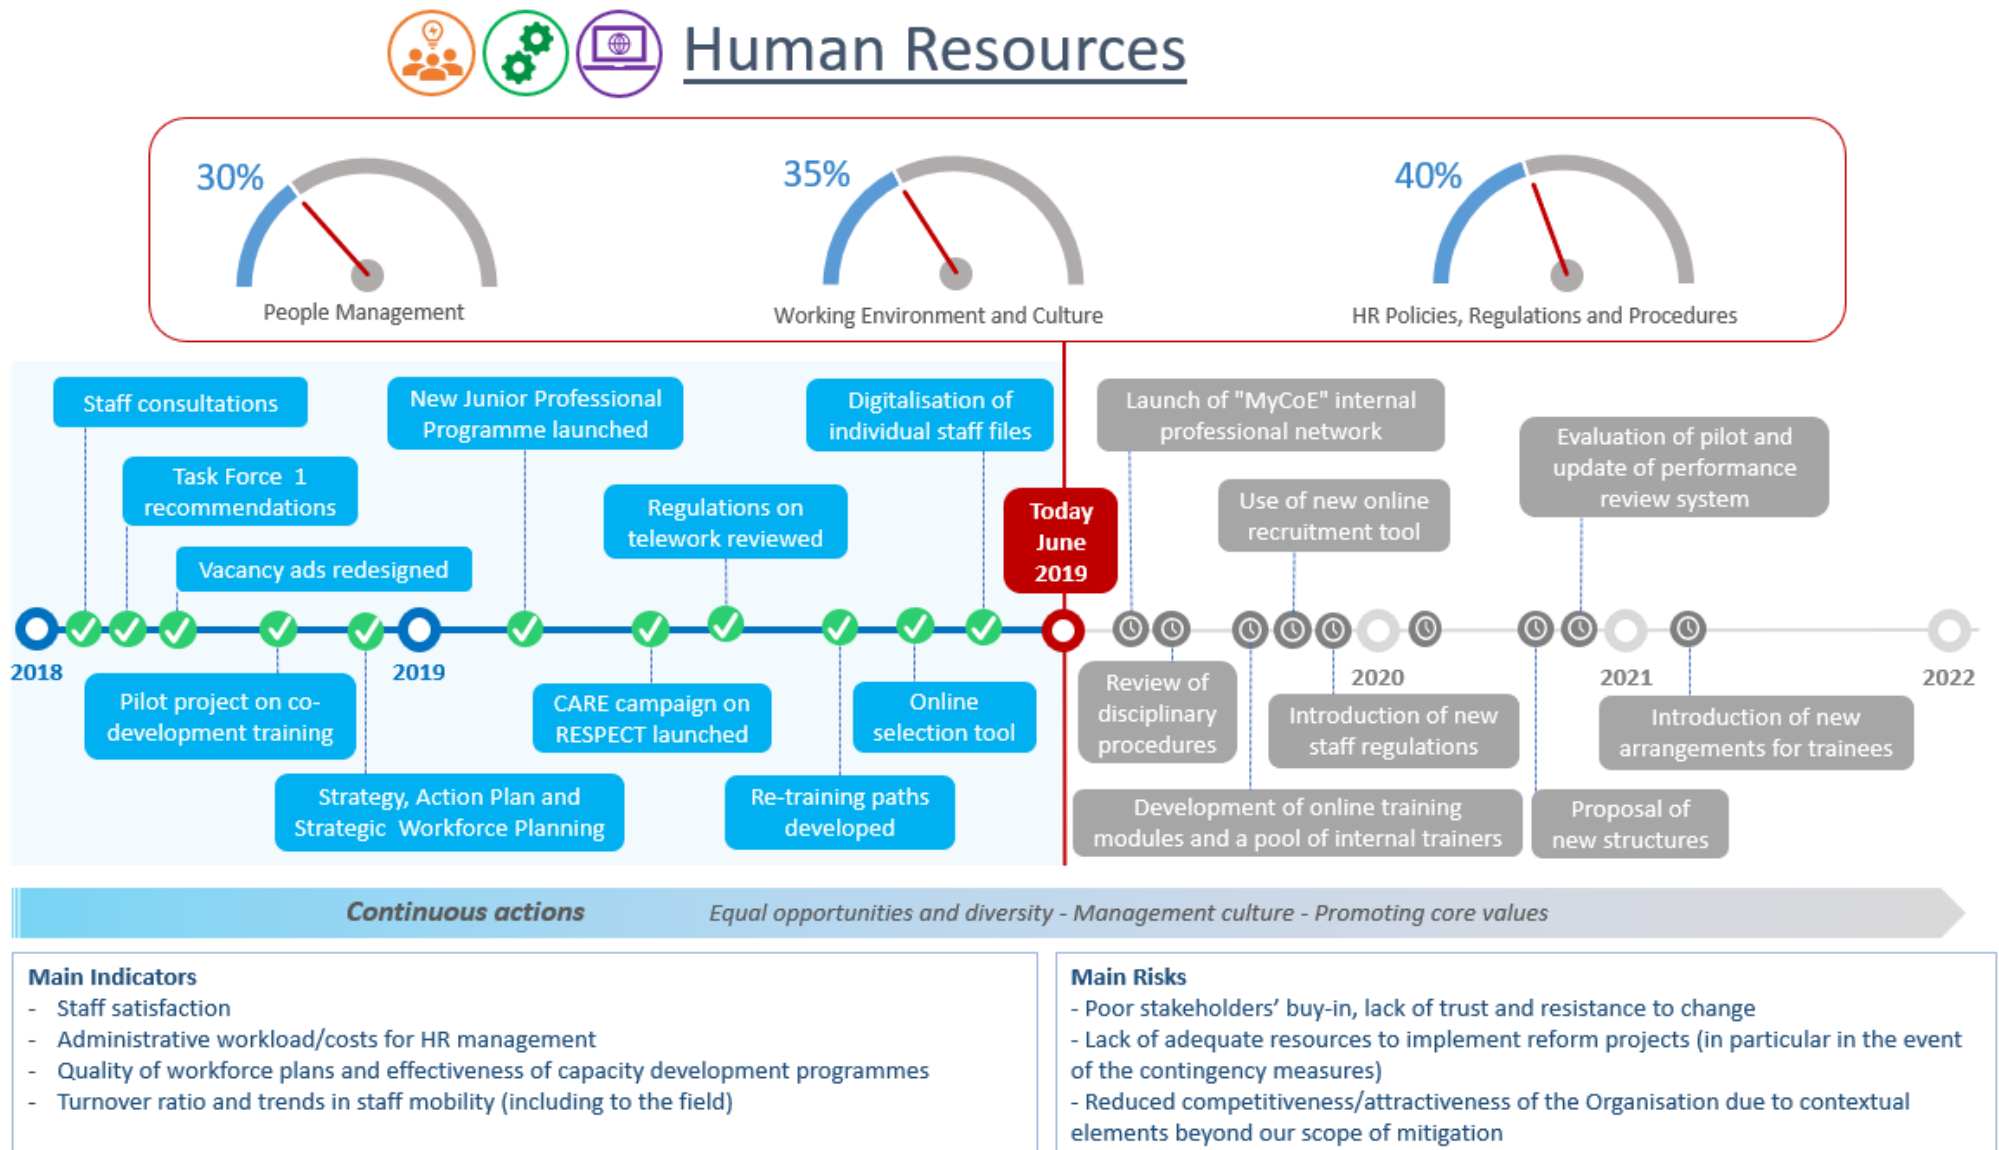 Human Resources
30%
35%
40%
People Management
Working Environment and Culture
HR Policies, Regulations and Procedures
Staff consultations
Task Force  1
recommendations
Vacancy ads redesigned
New Junior Professional
Programme launched
Regulations on
telework reviewed
Digitalisation of
individual staff files
Today
June
2019
Launch of "MyCoE" internal
professional network
Use of new online
recruitment tool
Evaluation of pilot and
update of performance
review system
2018
2019
2020
2021
2022
Pilot project on co-
development training
Strategy, Action Plan and
Strategic  Workforce Planning
CARE campaign on
RESPECT launched
Re-training paths
developed
Online
selection tool
Review of
disciplinary
procedures
Introduction of new
staff regulations
Development of online training
modules and a pool of internal trainers
Proposal of
new structures
Introduction of new
arrangements for trainees
Continuous actions
Equal opportunities and diversity - Management culture - Promoting core values
Main Indicators
- Staff satisfaction
- Administrative workload/costs for HR management
- Quality of workforce plans and effectiveness of capacity development programmes
- Turnover ratio and trends in staff mobility (including to the field)
Main Risks
- Poor stakeholders’ buy-in, lack of trust and resistance to change
- Lack of adequate resources to implement reform projects (in particular in the event
of the contingency measures)
- Reduced competitiveness/attractiveness of the Organisation due to contextual
elements beyond our scope of mitigation